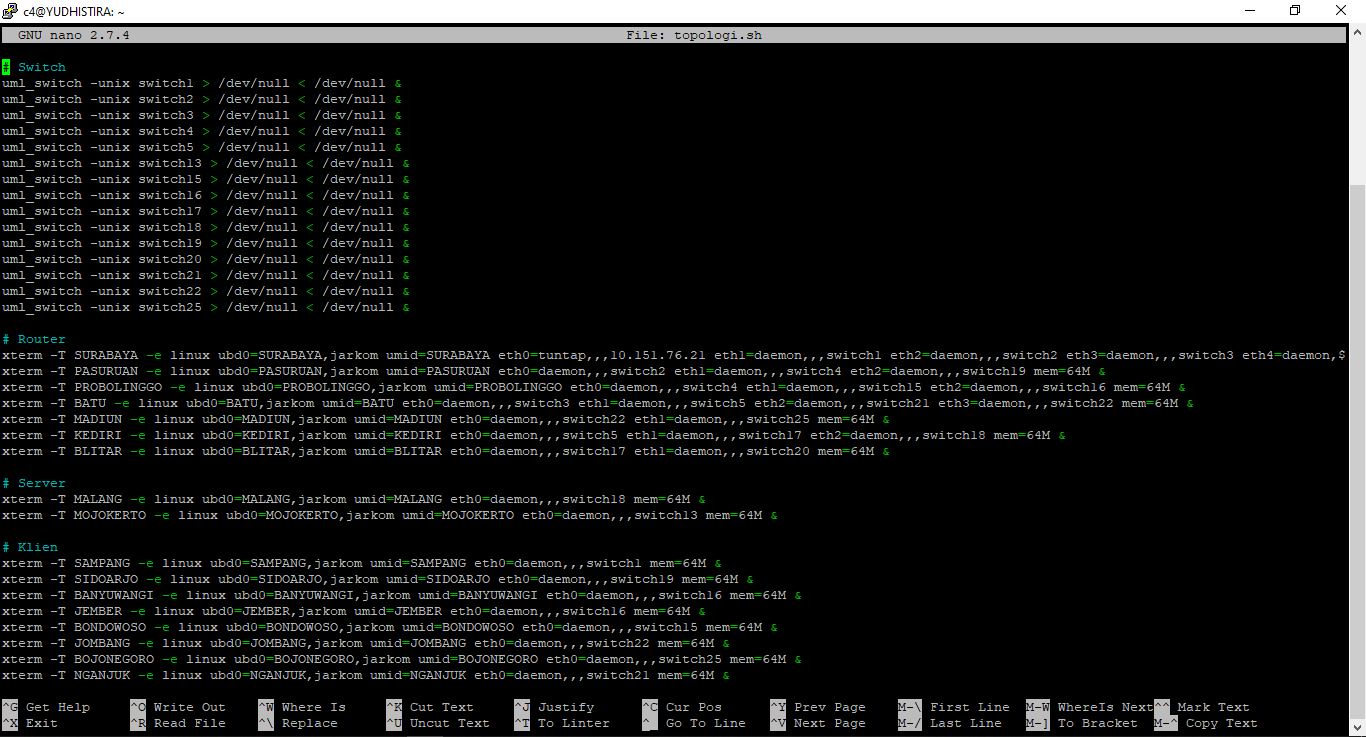 c4@YUDHISTIRA: ~
GNU nano 2.7.4 File: topologi.sh
# Switch
uml_switch -unix switch1 > /dev/null < /dev/null &
uml_switch -unix switch2 > /dev/null < /dev/null &
uml_switch -unix switch3 > /dev/null < /dev/null &
uml_switch -unix switch4 > /dev/null < /dev/null &
uml_switch -unix switch5 > /dev/null < /dev/null &
uml_switch -unix switch13 > /dev/null < /dev/null &
uml_switch -unix switch15 > /dev/null < /dev/null &
uml_switch -unix switch16 > /dev/null < /dev/null &
uml_switch -unix switch17 > /dev/null < /dev/null &
uml_switch -unix switch18 > /dev/null < /dev/null &
uml_switch -unix switch19 > /dev/null < /dev/null &
uml_switch -unix switch20 > /dev/null < /dev/null &
uml_switch -unix switch21 > /dev/null < /dev/null &
uml_switch -unix switch22 > /dev/null < /dev/null &
uml_switch -unix switch25 > /dev/null < /dev/null &
# Router
xterm -T SURABAYA -e linux ubd0=SURABAYA,jarkom umid=SURABAYA eth0=tuntap,,,10.151.76.21 eth1=daemon,,,switch1 eth2=daemon,,,switch2 eth3=daemon,,,switch3 eth4=daemon,$
xterm -T PASURUAN -e linux ubd0=PASURUAN,jarkom umid=PASURUAN eth0=daemon,,,switch2 eth1=daemon,,,switch4 eth2=daemon,,,switch19 mem=64M &
xterm -T PROBOLINGGO -e linux ubd0=PROBOLINGGO,jarkom umid=PROBOLINGGO eth0=daemon,,,switch4 eth1=daemon,,,switch15 eth2=daemon,,,switch16 mem=64M &
xterm -T BATU -e linux ubd0=BATU,jarkom umid=BATU eth0=daemon,,,switch3 eth1=daemon,,,switch5 eth2=daemon,,,switch21 eth3=daemon,,,switch22 mem=64M &
xterm -T MADIUN -e linux ubd0=MADIUN,jarkom umid=MADIUN eth0=daemon,,,switch22 eth1=daemon,,,switch25 mem=64M &
xterm -T KEDIRI -e linux ubd0=KEDIRI,jarkom umid=KEDIRI eth0=daemon,,,switch5 eth1=daemon,,,switch17 eth2=daemon,,,switch18 mem=64M &
xterm -T BLITAR -e linux ubd0=BLITAR,jarkom umid=BLITAR eth0=daemon,,,switch17 eth1=daemon,,,switch20 mem=64M &
# Server
xterm -T MALANG -e linux ubd0=MALANG,jarkom umid=MALANG eth0=daemon,,,switch18 mem=64M &
xterm -T MOJOKERTO -e linux ubd0=MOJOKERTO,jarkom umid=MOJOKERTO eth0=daemon,,,switch13 mem=64M &
# Klien
xterm -T SAMPANG -e linux ubd0=SAMPANG,jarkom umid=SAMPANG eth0=daemon,,,switch1 mem=64M &
xterm -T SIDOARJO -e linux ubd0=SIDOARJO,jarkom umid=SIDOARJO eth0=daemon,,,switch19 mem=64M &
xterm -T BANYUWANGI -e linux ubd0=BANYUWANGI,jarkom umid=BANYUWANGI eth0=daemon,,,switch16 mem=64M &
xterm -T JEMBER -e linux ubd0=JEMBER,jarkom umid=JEMBER eth0=daemon,,,switch16 mem=64M &
xterm -T BONDOWOSO -e linux ubd0=BONDOWOSO,jarkom umid=BONDOWOSO eth0=daemon,,,switch15 mem=64M &
xterm -T JOMBANG -e linux ubd0=JOMBANG,jarkom umid=JOMBANG eth0=daemon,,,switch22 mem=64M &
xterm -T BOJONEGORO -e linux ubd0=BOJONEGORO,jarkom umid=BOJONEGORO eth0=daemon,,,switch25 mem=64M &
xterm -T NGANJUK -e linux ubd0=NGANJUK,jarkom umid=NGANJUK eth0=daemon,,,switch21 mem=64M &
^G Get Help ^O Write Out ^W Where Is ^K Cut Text ^J Justify ^C Cur Pos ^Y Prev Page M-\ First Line M-W WhereIs Next ^^ Mark Text
^X Exit ^R Read File ^\ Replace ^U Uncut Text ^T To Linter ^_ Go To Line ^V Next Page M-/ Last Line M-] To Bracket M-^ Copy Text